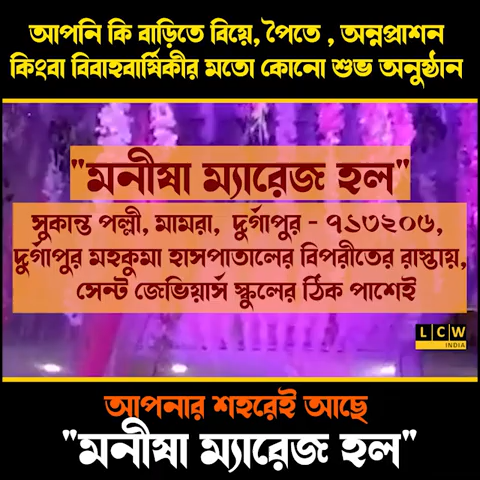 আপনি কি বাড়িতে বিয়ে, পৈতে , অন্নপ্রাশন
কিংবা বিবাহবার্ষিকীর মতো কোনো শুভ অনুষ্ঠান
"মনীষা ম্যারেজ হল"
সুকান্ত পল্লী, মামরা, দুর্গাপুর - ৭১৩২০৬,
দুর্গাপুর মহকুমা হাসপাতালের বিপরীতের রাস্তায়,
সেন্ট জেভিয়ার্স স্কুলের ঠিক পাশেই
LCW
INDIA
আপনার শহরেই আছে
"মনীষা ম্যারেজ হল"